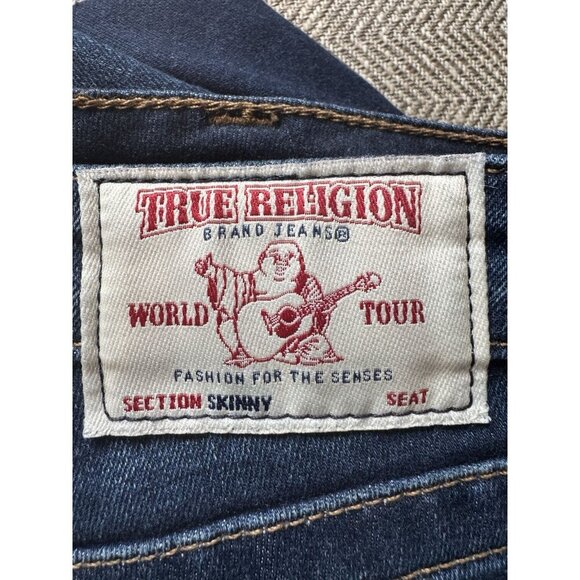 TRUE RELIGION
BRAND JEANS®
WORLD TOUR
FASHION FOR THE SENSES
SECTION SKINNY SEAT